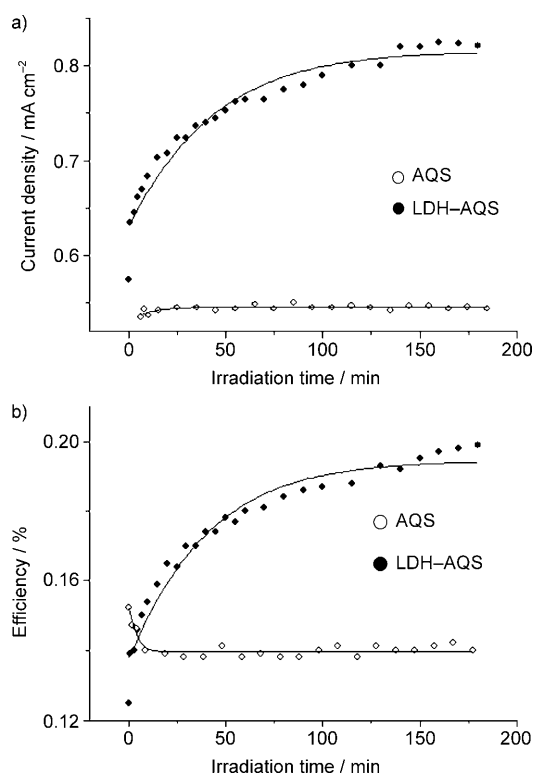 a)
0.8
0.7
0.6
Current density / mA cm⁻²
AQS
LDH–AQS
0 50 100 150 200
Irradiation time / min
b)
0.20
0.16
0.12
Efficiency / %
AQS
LDH–AQS
0 50 100 150 200
Irradiation time / min